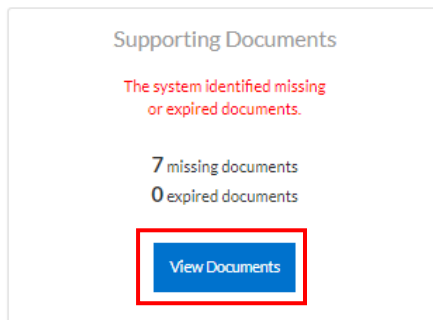 Supporting Documents
The system identified missing
or expired documents.
7 missing documents
0 expired documents
View Documents